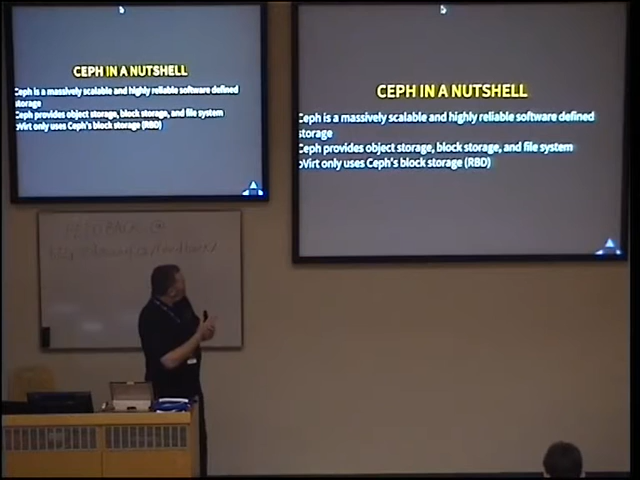 CEPH IN A NUTSHELL
Ceph is a massively scalable and highly reliable software defined
storage
Ceph provides object storage, block storage, and file system
oVirt only uses Ceph's block storage (RBD)
CEPH IN A NUTSHELL
Ceph is a massively scalable and highly reliable software defined
storage
Ceph provides object storage, block storage, and file system
oVirt only uses Ceph's block storage (RBD)
FEEDBACK @